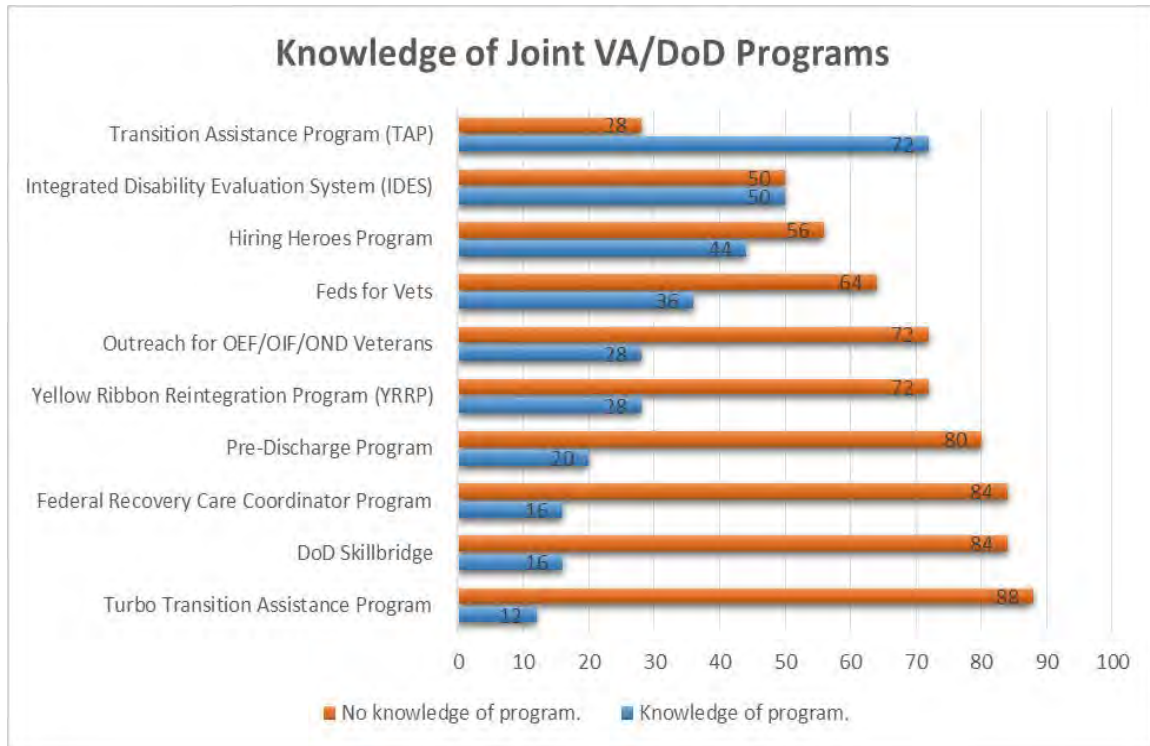 Knowledge of Joint VA/DoD Programs
Transition Assistance Program (TAP)
28
72
Integrated Disability Evaluation System (IDES)
50
50
Hiring Heroes Program
56
44
Feds for Vets
64
36
Outreach for OEF/OIF/OND Veterans
72
28
Yellow Ribbon Reintegration Program (YRRP)
72
28
Pre-Discharge Program
80
20
Federal Recovery Care Coordinator Program
84
16
DoD Skillbridge
84
16
Turbo Transition Assistance Program
88
12
0 10 20 30 40 50 60 70 80 90 100
No knowledge of program. Knowledge of program.